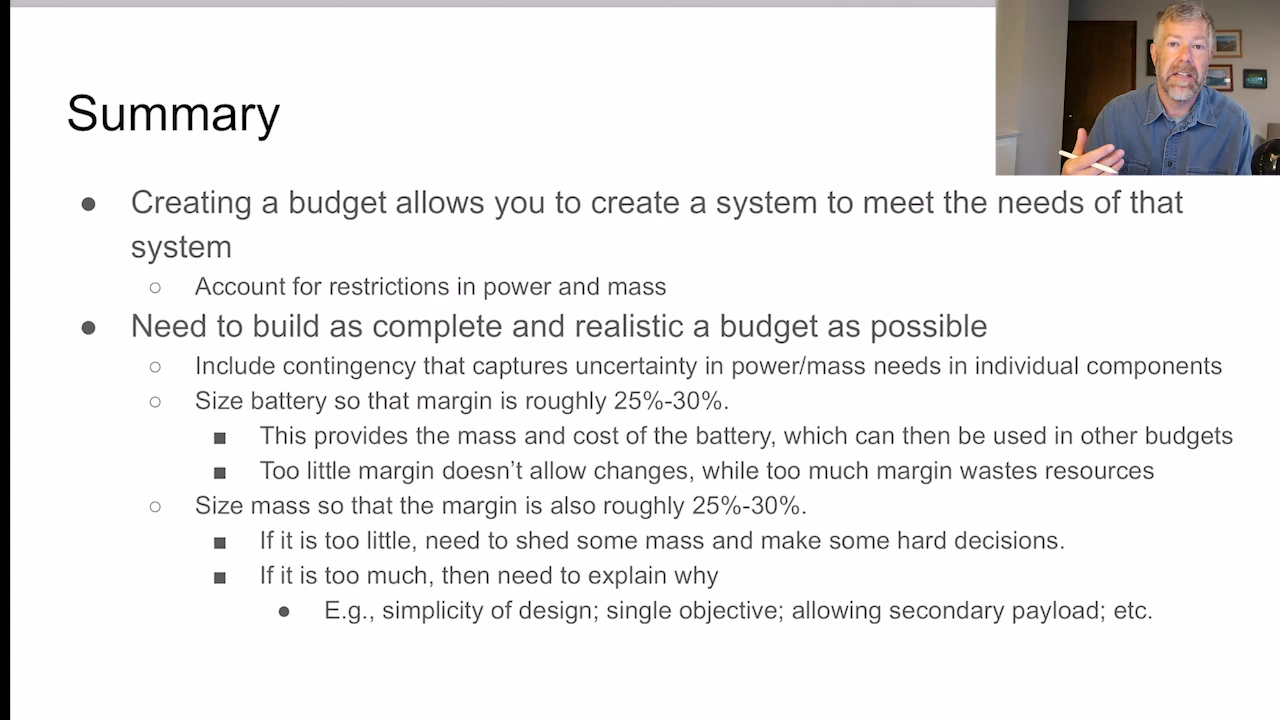 Summary
● Creating a budget allows you to create a system to meet the needs of that
system
○ Account for restrictions in power and mass
● Need to build as complete and realistic a budget as possible
○ Include contingency that captures uncertainty in power/mass needs in individual components
○ Size battery so that margin is roughly 25%-30%.
■ This provides the mass and cost of the battery, which can then be used in other budgets
■ Too little margin doesn’t allow changes, while too much margin wastes resources
○ Size mass so that the margin is also roughly 25%-30%.
■ If it is too little, need to shed some mass and make some hard decisions.
■ If it is too much, then need to explain why
● E.g., simplicity of design; single objective; allowing secondary payload; etc.